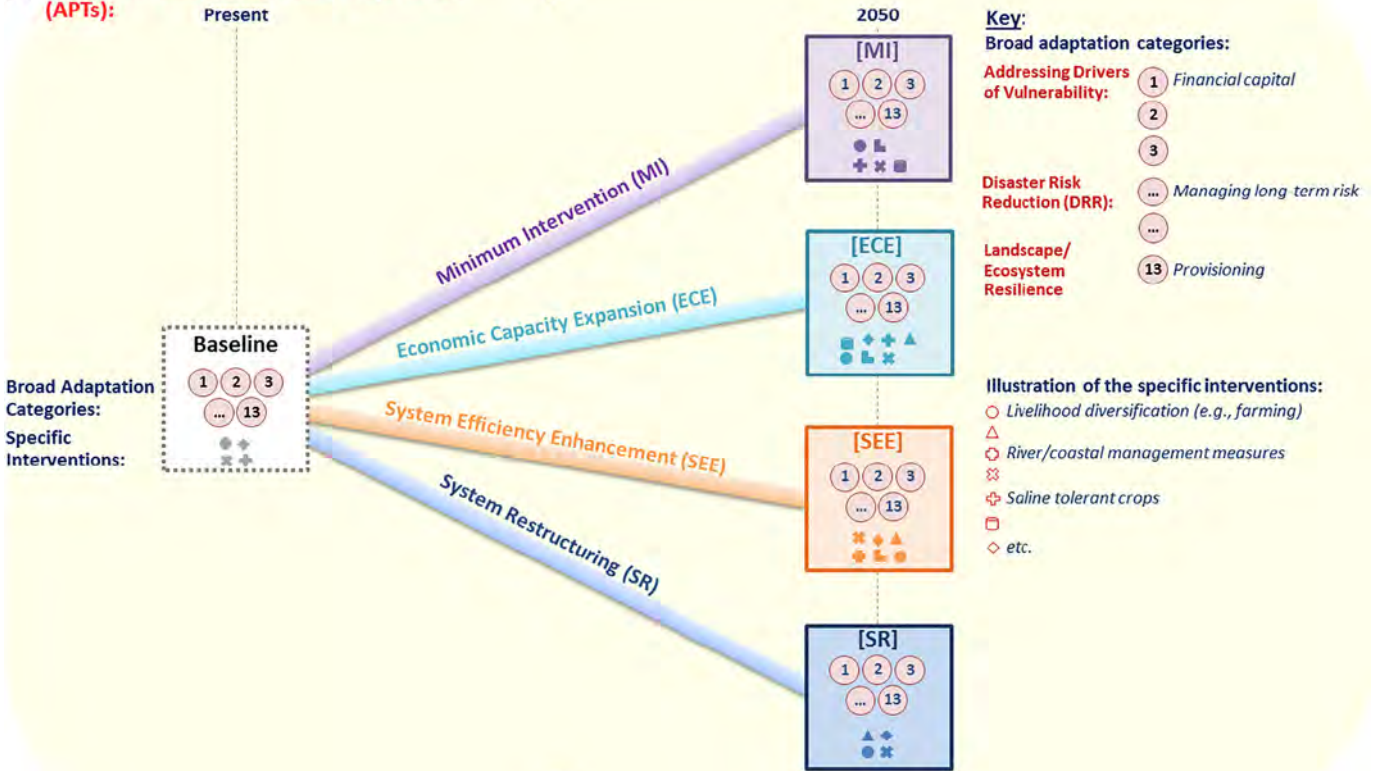 (APTs):
Present
2050
Key:
Broad adaptation categories:
Addressing Drivers
of Vulnerability:
1 Financial capital
2
3
Disaster Risk
Reduction (DRR):
... Managing long-term risk
...
Landscape/
Ecosystem
Resilience
13 Provisioning
[MI]
1 2 3
... 13
Minimum Intervention (MI)
[ECE]
1 2 3
... 13
Economic Capacity Expansion (ECE)
Baseline
1 2 3
... 13
Broad Adaptation
Categories:
Specific
Interventions:
System Efficiency Enhancement (SEE)
[SEE]
1 2 3
... 13
System Restructuring (SR)
[SR]
1 2 3
... 13
Illustration of the specific interventions:
Livelihood diversification (e.g., farming)
River/coastal management measures
Saline tolerant crops
etc.